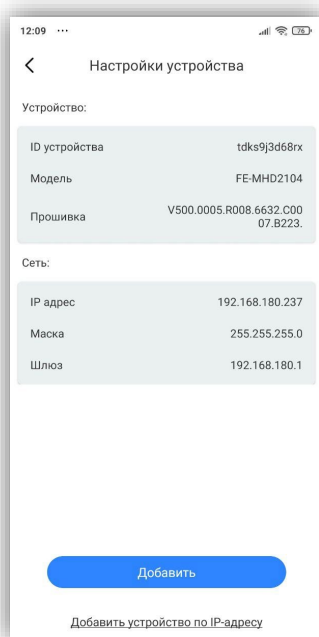 12:09 ...
76
Настройки устройства
Устройство:
ID устройства tdks9j3d68rx
Модель FE-MHD2104
Прошивка V500.0005.R008.6632.C00
07.B223.
Сеть:
IP адрес 192.168.180.237
Маска 255.255.255.0
Шлюз 192.168.180.1
Добавить
Добавить устройство по IP-адресу